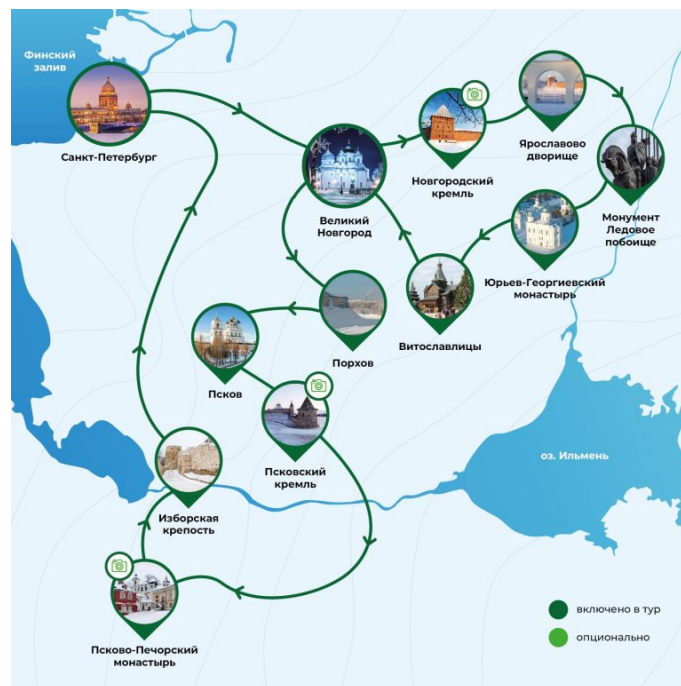 Финский
залив
Санкт-Петербург
Великий
Новгород
Новгородский
кремль
Ярославово
дворище
Монумент
Ледовое
побоище
Юрьев-Георгиевский
монастырь
Витославлицы
Порхов
Псков
Псковский
кремль
оз. Ильмень
Изборская
крепость
Псково-Печорский
монастырь
включено в тур
опционально